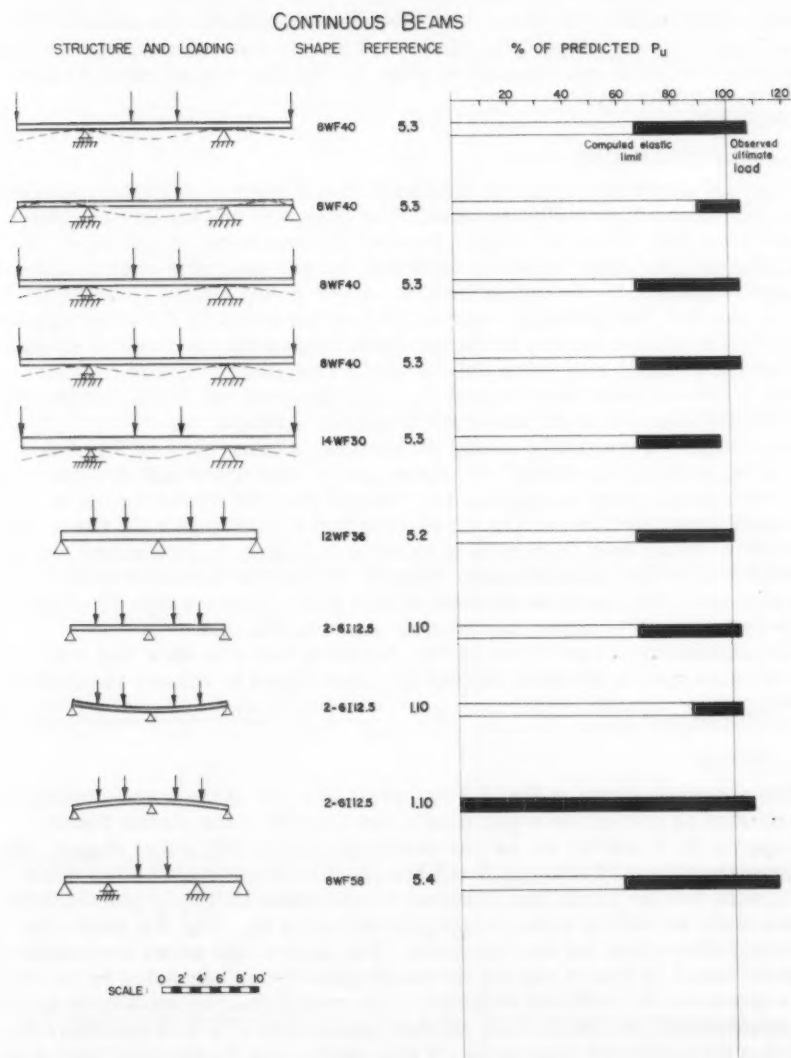 CONTINUOUS BEAMS
STRUCTURE AND LOADING SHAPE REFERENCE % OF PREDICTED Pu
20 40 60 80 100 120
8WF40 5.3
Computed elastic limit
Observed ultimate load
8WF40 5.3
8WF40 5.3
8WF40 5.3
14WF30 5.3
12WF36 5.2
2-6I12.5 1.10
2-6I12.5 1.10
2-6I12.5 1.10
8WF58 5.4
SCALE: 0 2' 4' 6' 8' 10'